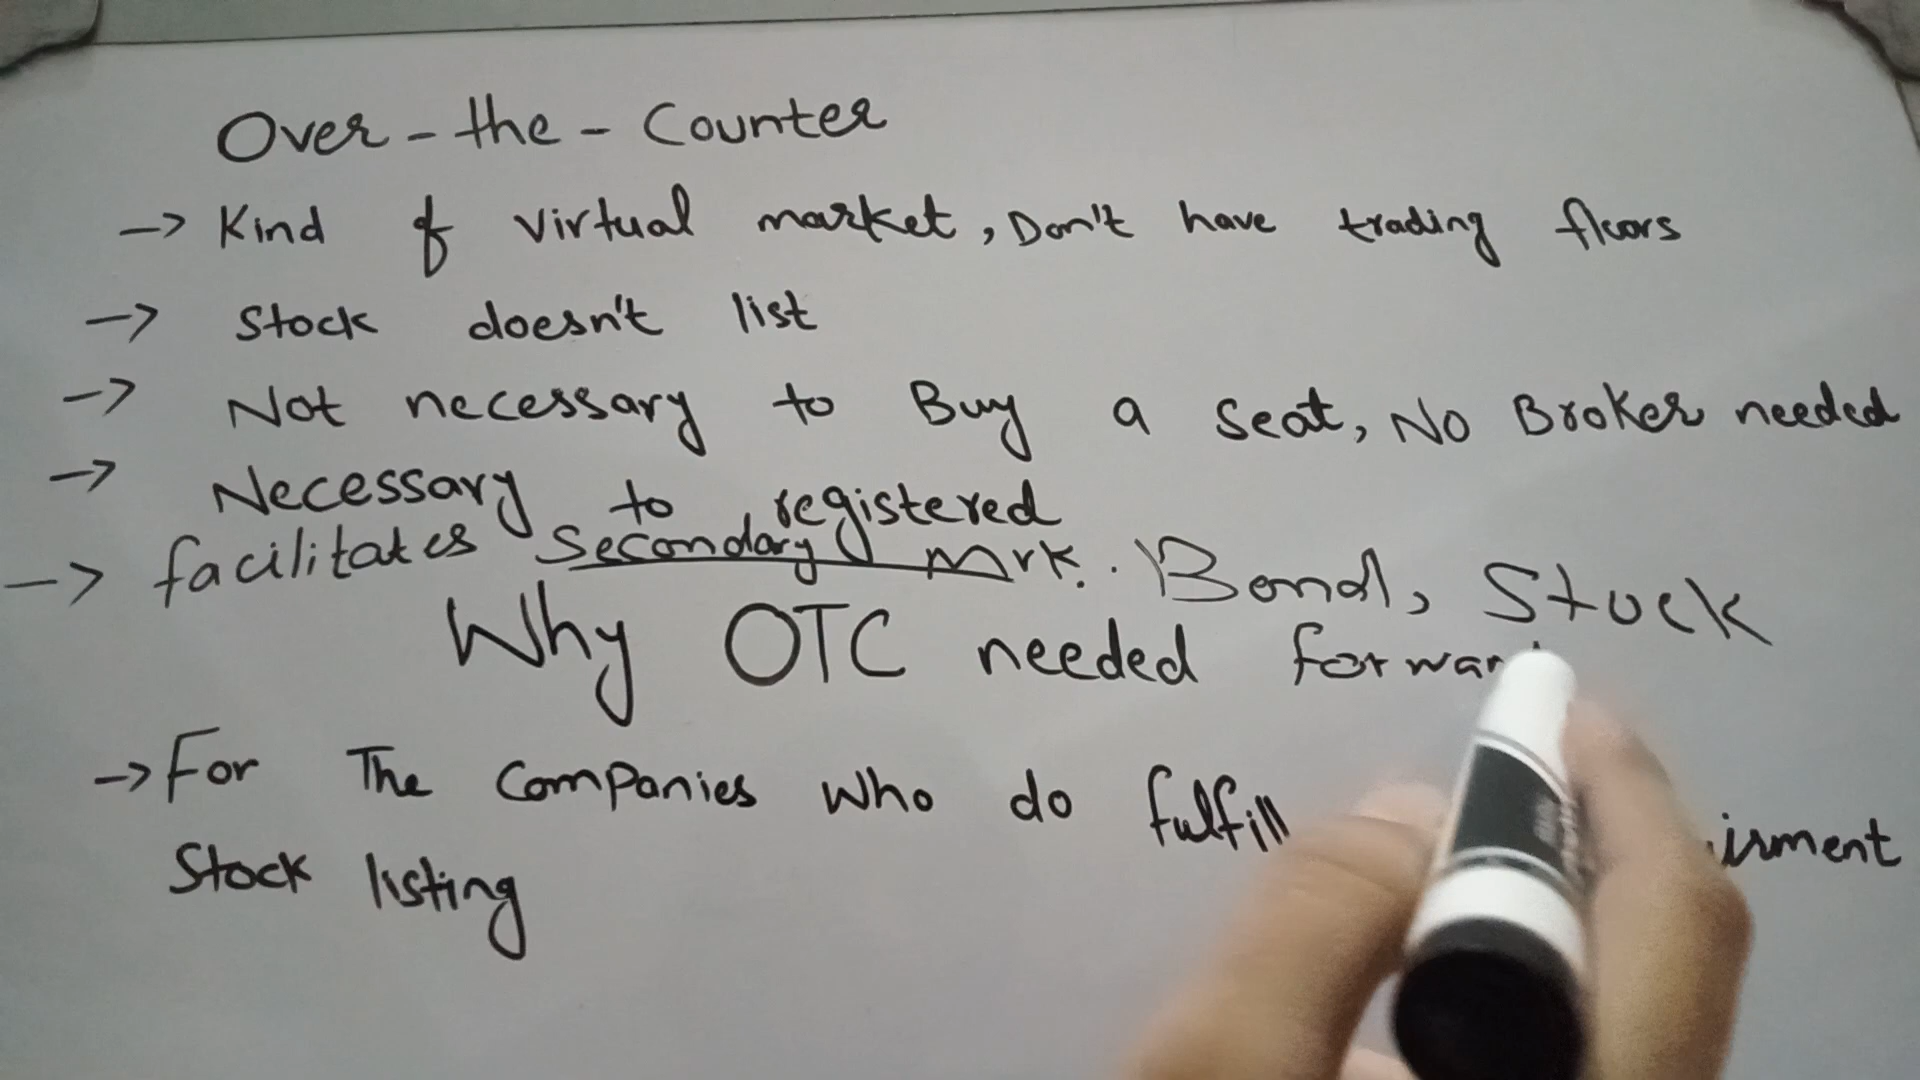 Over-the-Counter
-> Kind of virtual market, Don't have trading floors
-> Stock doesn't list
-> Not necessary to Buy a seat, No Broker needed
-> Necessary to registered
-> facilitates Secondary Mrk. Bond, Stock
Why OTC needed
-> For The Companies who do fulfill
Stock listing